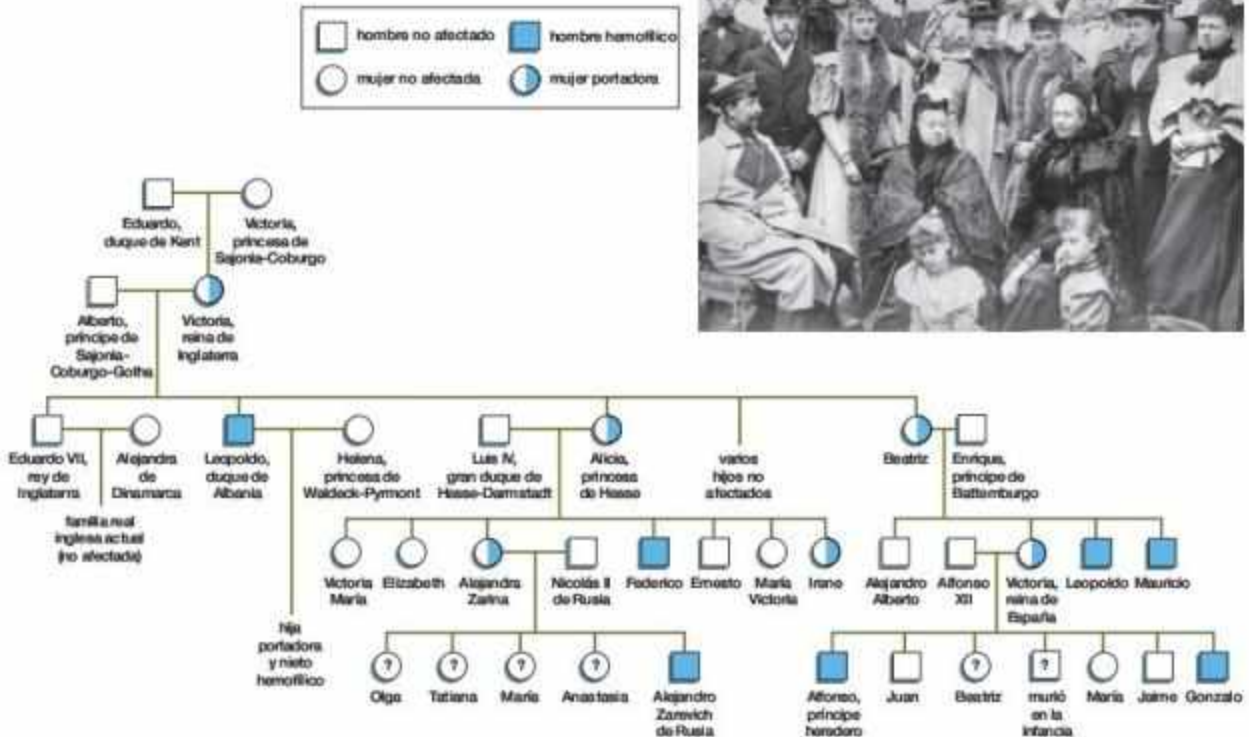 hombre no afectado
hombre hemofílico
mujer no afectada
mujer portadora
Eduardo,
duque de Kent
Victoria,
princesa de
Sajonia-Coburgo
Alberto,
príncipe de
Sajonia-
Coburgo-Gotha
Victoria,
reina de
Inglaterra
Eduardo VII,
rey de
Inglaterra
Alejandra
de
Dinamarca
Leopoldo,
duque de
Albania
Helena,
princesa de
Waldeck-Pyrmont
Luis IV,
gran duque de
Hesse-Darmstadt
Alicia,
princesa
de Hesse
varios
hijos no
afectados
Beatriz
Enrique,
príncipe de
Battemburgo
familia real
inglesa actual
(no afectada)
Victoria
María
Elizabeth
Alejandra
Zarina
Nicolás II
de Rusia
Federico
Ernesto
María
Victoria
Irene
Alejandro
Alberto
Alfonso
XII
Victoria,
reina de
España
Leopoldo
Mauricio
hija
portadora
y nieto
hemofílico
?
?
?
?
?
?
Olga
Tatiana
María
Anastasia
Alejandro
Zarevich
de Rusia
Alfonso,
príncipe
heredero
Juan
Beatriz
murió
en la
infancia
María
Jaime
Gonzalo